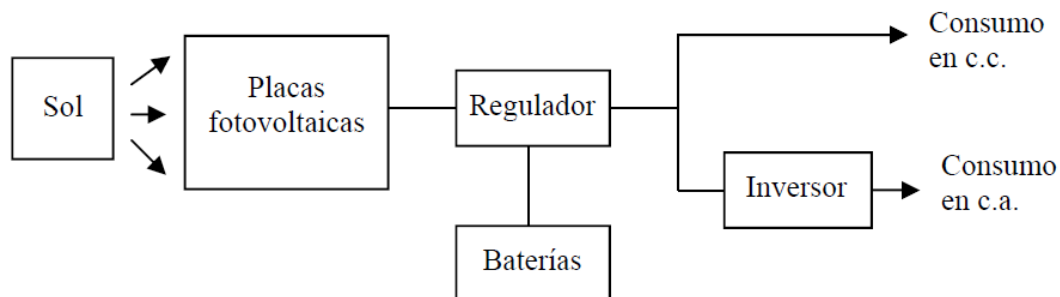 Sol
Placas
fotovoltaicas
Regulador
Baterías
Consumo
en c.c.
Inversor
Consumo
en c.a.